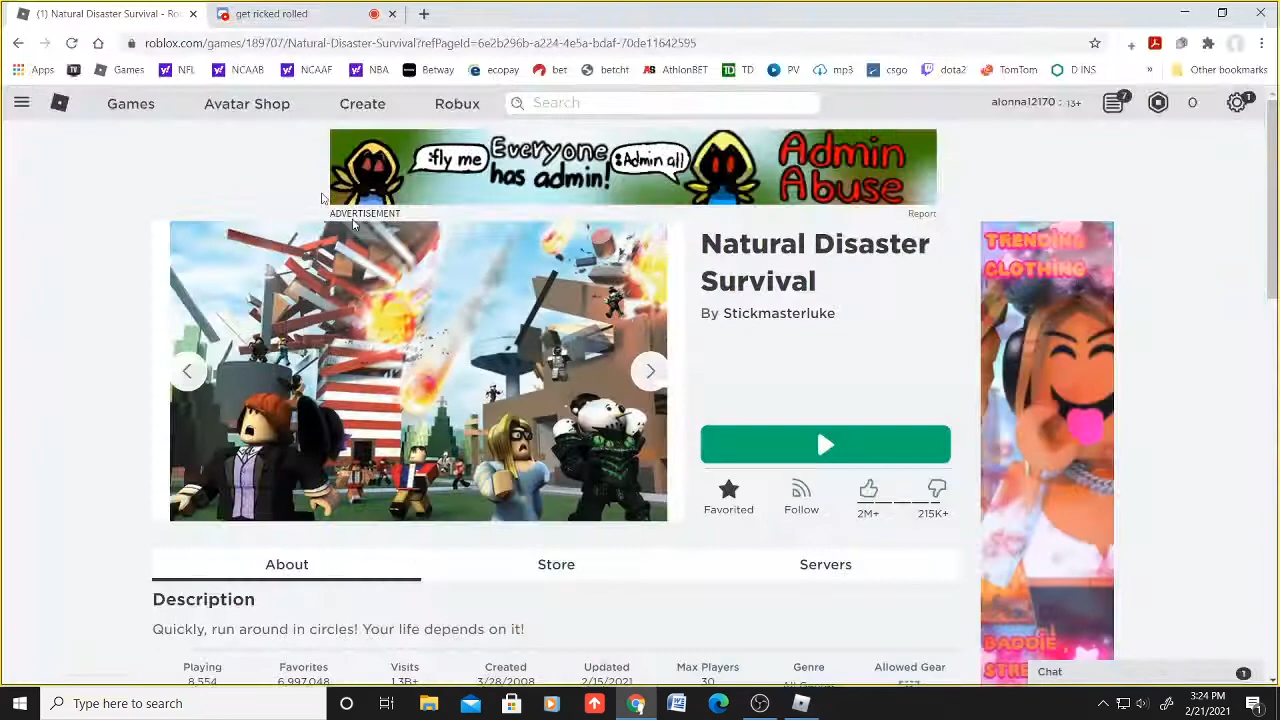 (1) Natural Disaster Survival - Ro
get ricked rolled
roblox.com/games/189707/Natural-Disaster-Survival?refPageId=6e2b296b-a224-4e5a-bdaf-70de11642595
Apps Games NFL NCAAB NCAAF NBA Betway ecopay bet betcht AthlonBET TD PV mp3 csgo dota2 TomTom D INS » Other bookmarks
Games Avatar Shop Create Robux Search alonna12170 : 13+ 7 0 1
:fly me Everyone has admin! :Admin all Admin Abuse
ADVERTISEMENT Report
Natural Disaster
Survival
By Stickmasterluke
TRENDING
CLOTHING
Favorited Follow 2M+ 215K+
About Store Servers
Description
Quickly, run around in circles! Your life depends on it!
BADDIE
Playing Favorites Visits Created Updated Max Players Genre Allowed Gear
8,554 6,997,048 1.3B+ 3/28/2008 2/15/2021 30
Chat 1
Type here to search
3:24 PM
2/21/2021
1